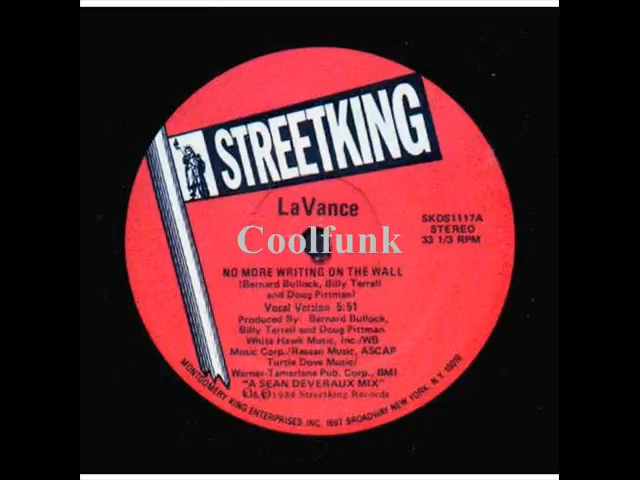 STREETKING
LaVance
SKDS1117A
STEREO
33 1/3 RPM
Coolfunk
NO MORE WRITING ON THE WALL
(Bernard Bullock, Billy Terrell
and Doug Pittman)
Vocal Version 5:51
Produced By: Bernard Bullock,
Billy Terrell and Doug Pittman
White Hawk Music, Inc./WB
Music Corp./Rasaan Music, ASCAP
Turtle Dove Music/
Warner-Tamerlane Pub. Corp., BMI
"A SEAN DEVERAUX MIX"
Streetking Records
MONTGOMERY KING ENTERPRISES, INC. 1697 BROADWAY NEW YORK, N.Y. 10019